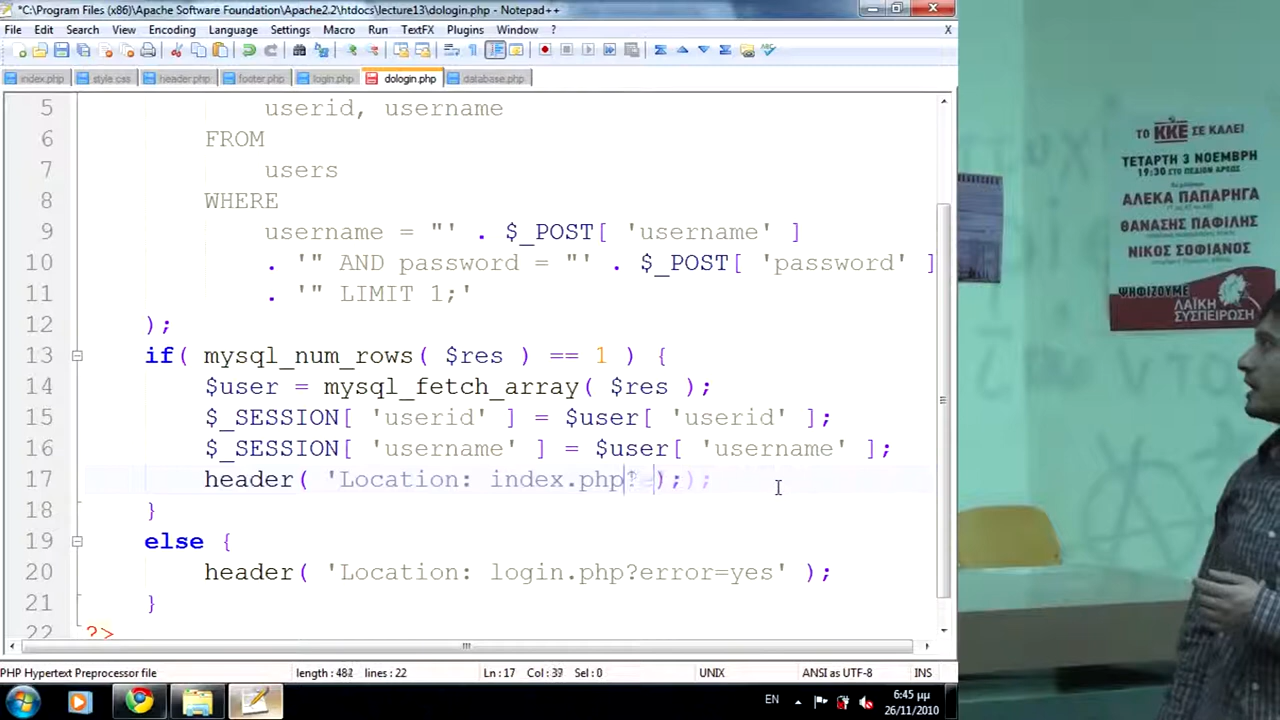 *C:\Program Files (x86)\Apache Software Foundation\Apache2.2\htdocs\lecture13\dologin.php - Notepad++
File Edit Search View Encoding Language Settings Macro Run TextFX Plugins Window ? X
index.php style.css header.php footer.php login.php dologin.php database.php
5 userid, username
6 FROM
7 users
8 WHERE
9 username = "' . $_POST[ 'username' ]
10 . '" AND password = "' . $_POST[ 'password' ]
11 . '" LIMIT 1;'
12 );
13 if( mysql_num_rows( $res ) == 1 ) {
14 $user = mysql_fetch_array( $res );
15 $_SESSION[ 'userid' ] = $user[ 'userid' ];
16 $_SESSION[ 'username' ] = $user[ 'username' ];
17 header( 'Location: index.php
18 }
19 else {
20 header( 'Location: login.php?error=yes' );
21 }
22 ?>
PHP Hypertext Preprocessor file length : 482 lines : 22 Ln : 17 Col : 39 Sel : 0 UNIX ANSI as UTF-8 INS
EN 6:45 μμ
26/11/2010
ΤΟ ΚΚΕ ΣΕ ΚΑΛΕΙ
ΤΕΤΑΡΤΗ 3 ΝΟΕΜΒΡΗ
19:30 ΣΤΟ ΠΕΔΙΟΝ ΑΡΕΩΣ
ΑΛΕΚΑ ΠΑΠΑΡΗΓΑ
ΘΑΝΑΣΗΣ ΠΑΦΙΛΗΣ
ΝΙΚΟΣ ΣΟΦΙΑΝΟΣ
ΨΗΦΙΖΟΥΜΕ
ΛΑΪΚΗ
ΣΥΣΠΕΙΡΩΣΗ